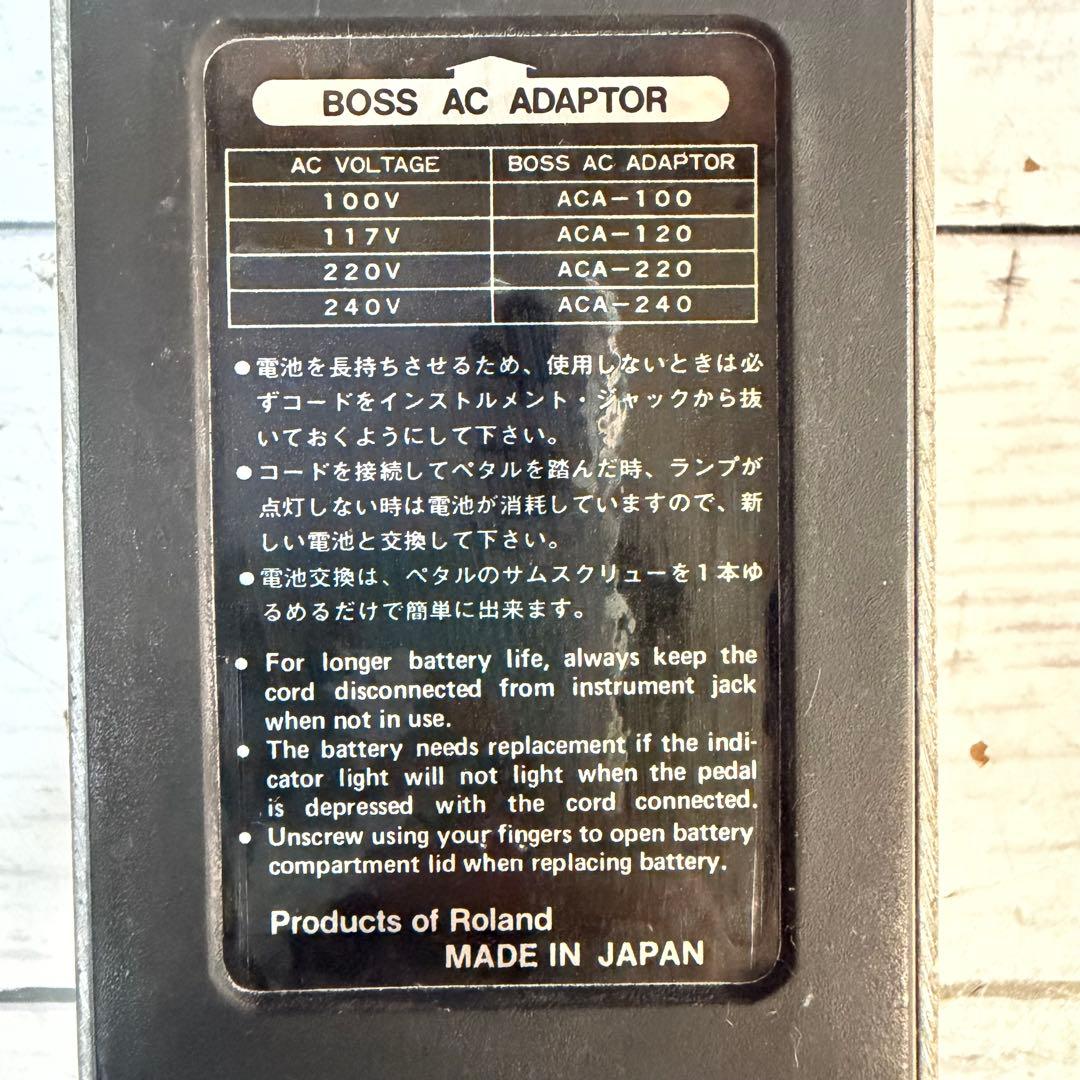 BOSS AC ADAPTOR
AC VOLTAGE BOSS AC ADAPTOR
100V ACA-100
117V ACA-120
220V ACA-220
240V ACA-240
●電池を長持ちさせるため、使用しないときは必
ずコードをインストルメント・ジャックから抜
いておくようにして下さい。
●コードを接続してペタルを踏んだ時、ランプが
点灯しない時は電池が消耗していますので、新
しい電池と交換して下さい。
●電池交換は、ペタルのサムスクリューを1本ゆ
るめるだけで簡単に出来ます。
● For longer battery life, always keep the
cord disconnected from instrument jack
when not in use.
● The battery needs replacement if the indi-
cator light will not light when the pedal
is depressed with the cord connected.
● Unscrew using your fingers to open battery
compartment lid when replacing battery.
Products of Roland
MADE IN JAPAN